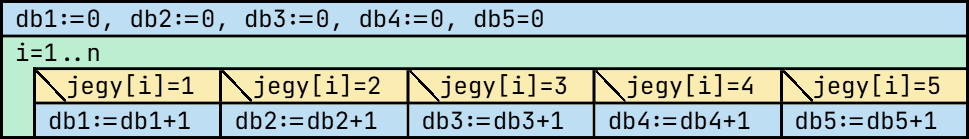 db1:=0, db2:=0, db3:=0, db4:=0, db5=0
i=1..n
jegy[i]=1 jegy[i]=2 jegy[i]=3 jegy[i]=4 jegy[i]=5
db1:=db1+1 db2:=db2+1 db3:=db3+1 db4:=db4+1 db5:=db5+1